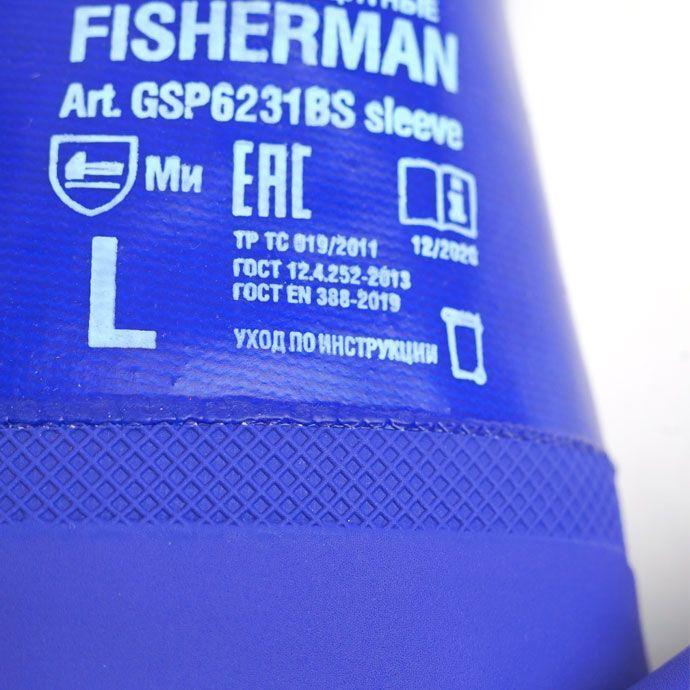 FISHERMAN
Art. GSP6231BS sleeve
Ми
EAC
L
ТР ТС 019/2011
12/2020
ГОСТ 12.4.252-2013
ГОСТ EN 388-2019
УХОД ПО ИНСТРУКЦИИ